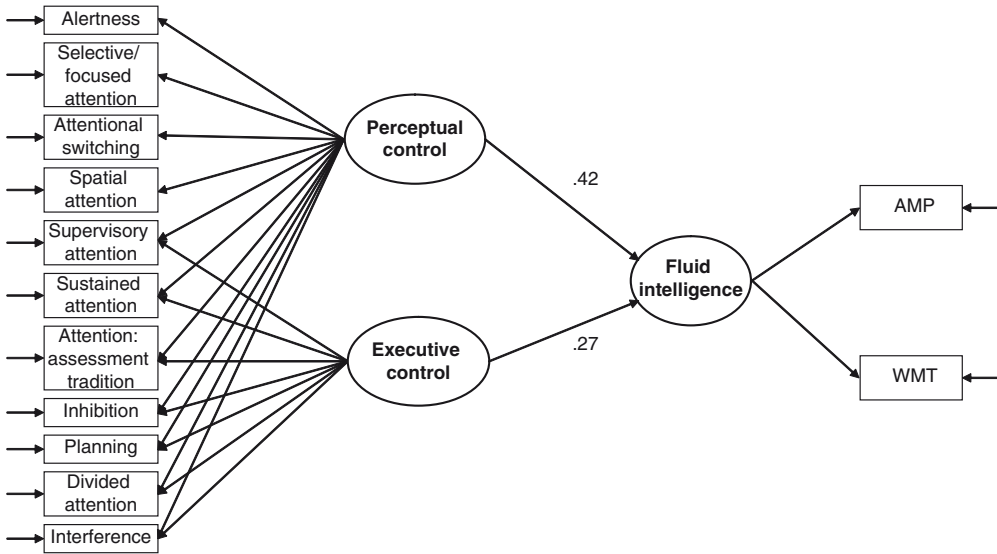 Alertness
Selective/
focused
attention
Attentional
switching
Spatial
attention
Supervisory
attention
Sustained
attention
Attention:
assessment
tradition
Inhibition
Planning
Divided
attention
Interference
Perceptual
control
Executive
control
.42
.27
Fluid
intelligence
AMP
WMT